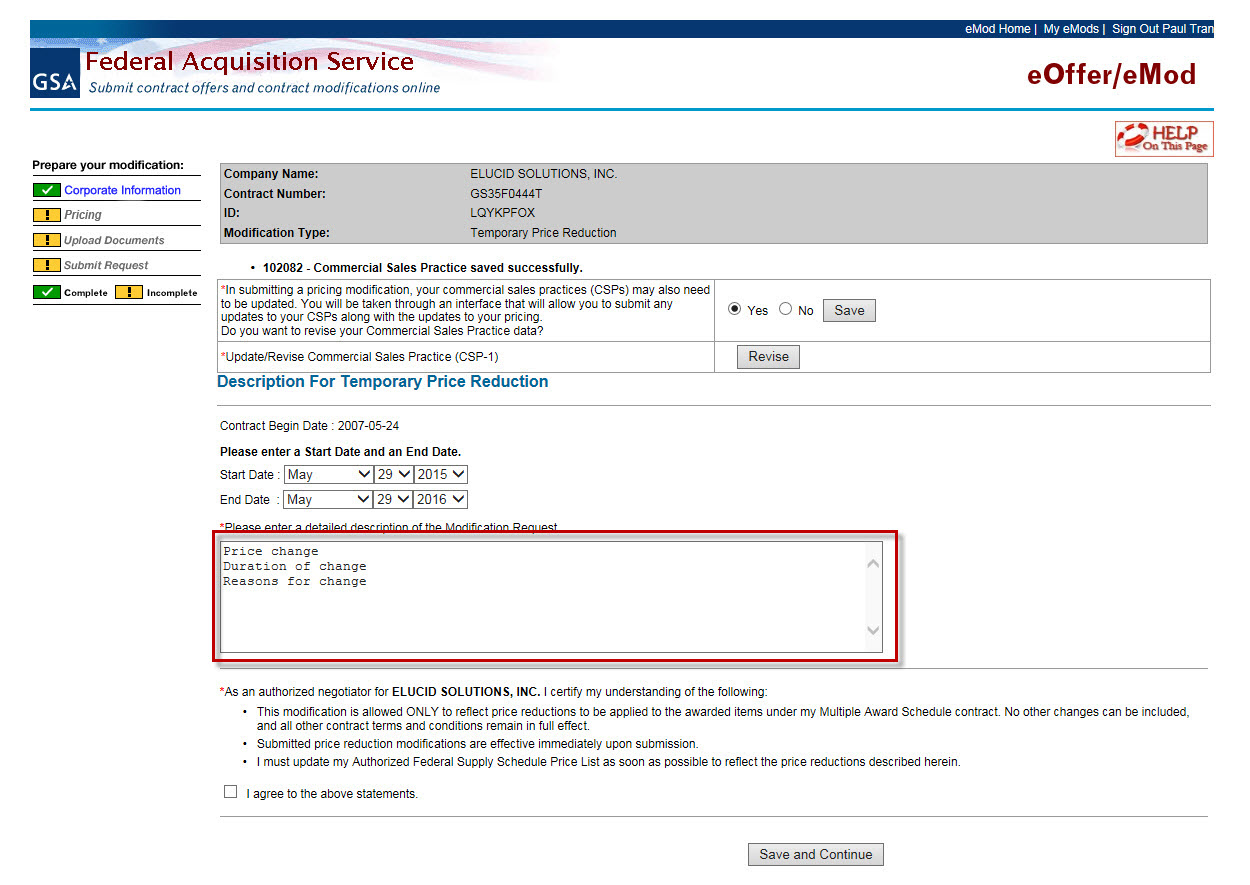 eMod Home | My eMods | Sign Out Paul Tran
GSA
Federal Acquisition Service
Submit contract offers and contract modifications online
eOffer/eMod
HELP
On This Page
Prepare your modification:
Corporate Information
! Pricing
! Upload Documents
! Submit Request
Complete ! Incomplete
Company Name: ELUCID SOLUTIONS, INC.
Contract Number: GS35F0444T
ID: LQYKPFOX
Modification Type: Temporary Price Reduction
• 102082 - Commercial Sales Practice saved successfully.
*In submitting a pricing modification, your commercial sales practices (CSPs) may also need
to be updated. You will be taken through an interface that will allow you to submit any
updates to your CSPs along with the updates to your pricing.
Do you want to revise your Commercial Sales Practice data?
Yes No Save
*Update/Revise Commercial Sales Practice (CSP-1) Revise
Description For Temporary Price Reduction
Contract Begin Date : 2007-05-24
Please enter a Start Date and an End Date.
Start Date : May 29 2015
End Date : May 29 2016
*Please enter a detailed description of the Modification Request
Price change
Duration of change
Reasons for change
*As an authorized negotiator for ELUCID SOLUTIONS, INC. I certify my understanding of the following:
• This modification is allowed ONLY to reflect price reductions to be applied to the awarded items under my Multiple Award Schedule contract. No other changes can be included,
and all other contract terms and conditions remain in full effect.
• Submitted price reduction modifications are effective immediately upon submission.
• I must update my Authorized Federal Supply Schedule Price List as soon as possible to reflect the price reductions described herein.
I agree to the above statements.
Save and Continue